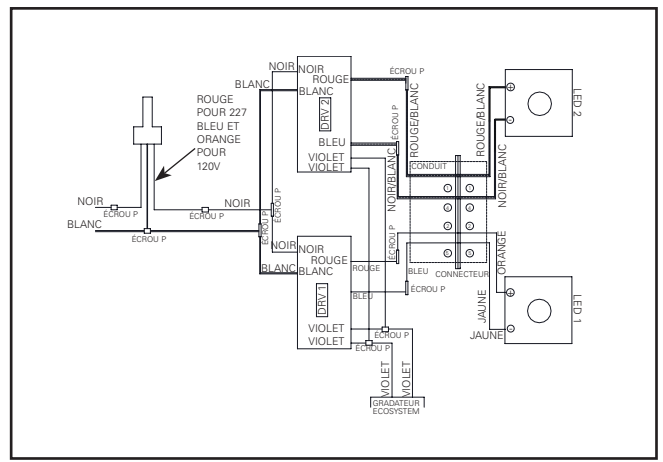 NOIR
NOIR
ROUGE
ÉCROU P
BLANC
BLANC
ROUGE
POUR 227
BLEU ET
ORANGE
POUR
120V
DRV 2
ÉCROU P
ROUGE/BLANC
ROUGE/BLANC
LED 2
BLEU
VIOLET
VIOLET
NOIR/BLANC
CONDUIT
NOIR/BLANC
NOIR
ÉCROU P
ÉCROU P
NOIR
ÉCROU P
BLANC
ÉCROU P
ÉCROU P
NOIR
NOIR
ROUGE
ROUGE
ÉCROU P
BLANC
BLANC
BLEU
CONNECTEUR
ORANGE
DRV 1
BLEU
ÉCROU P
JAUNE
LED 1
VIOLET
VIOLET
ÉCROU P
ÉCROU P
JAUNE
VIOLET
VIOLET
GRADATEUR
ECOSYSTEM